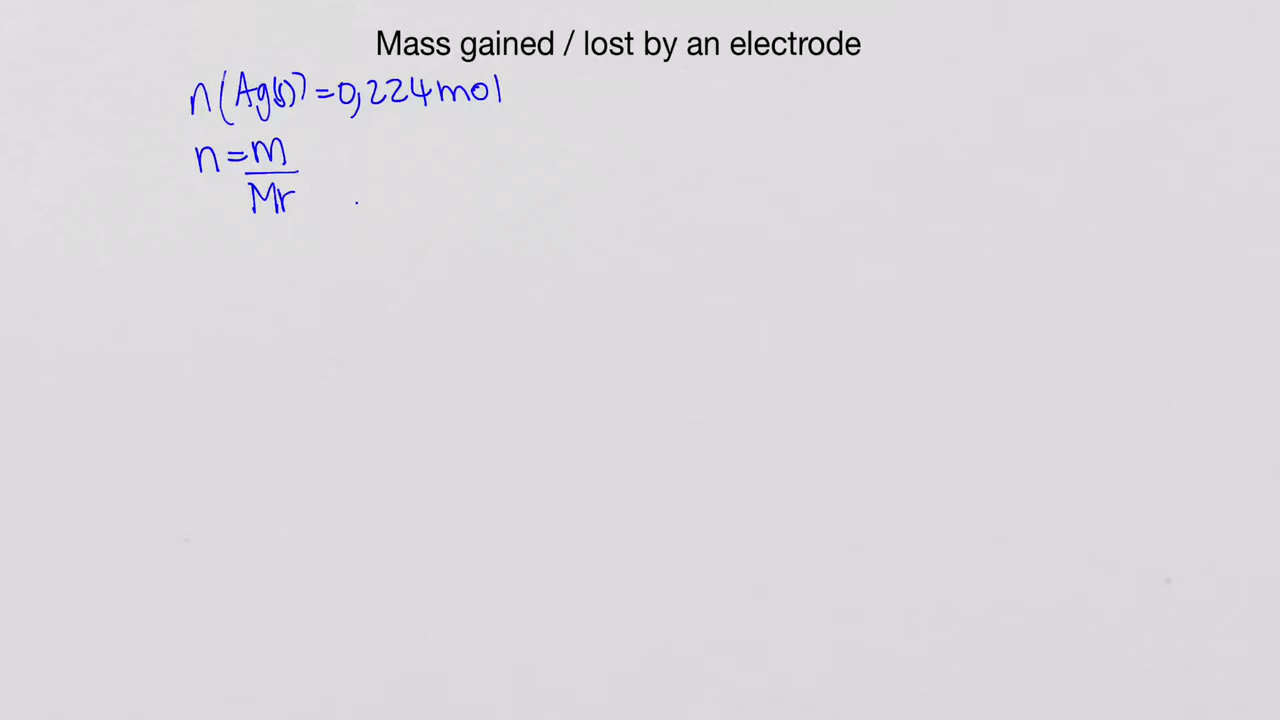 Mass gained / lost by an electrode
n(Ag(s)) = 0,224 mol
n = m
Mr